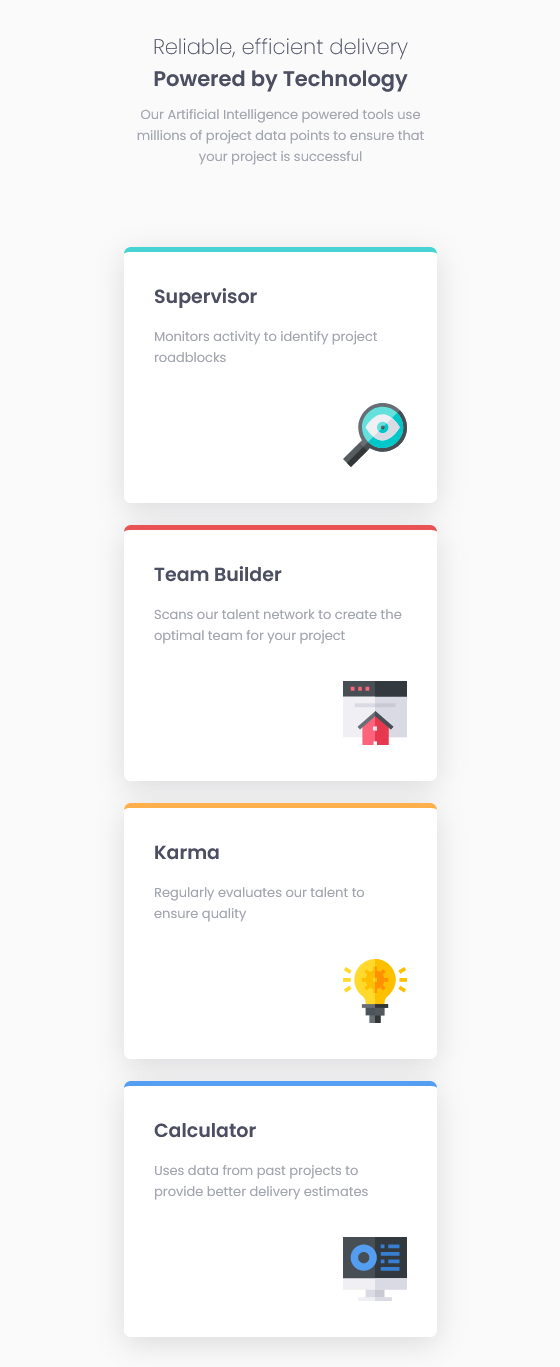 Reliable, efficient delivery
Powered by Technology
Our Artificial Intelligence powered tools use
millions of project data points to ensure that
your project is successful
Supervisor
Monitors activity to identify project
roadblocks
Team Builder
Scans our talent network to create the
optimal team for your project
Karma
Regularly evaluates our talent to
ensure quality
Calculator
Uses data from past projects to
provide better delivery estimates